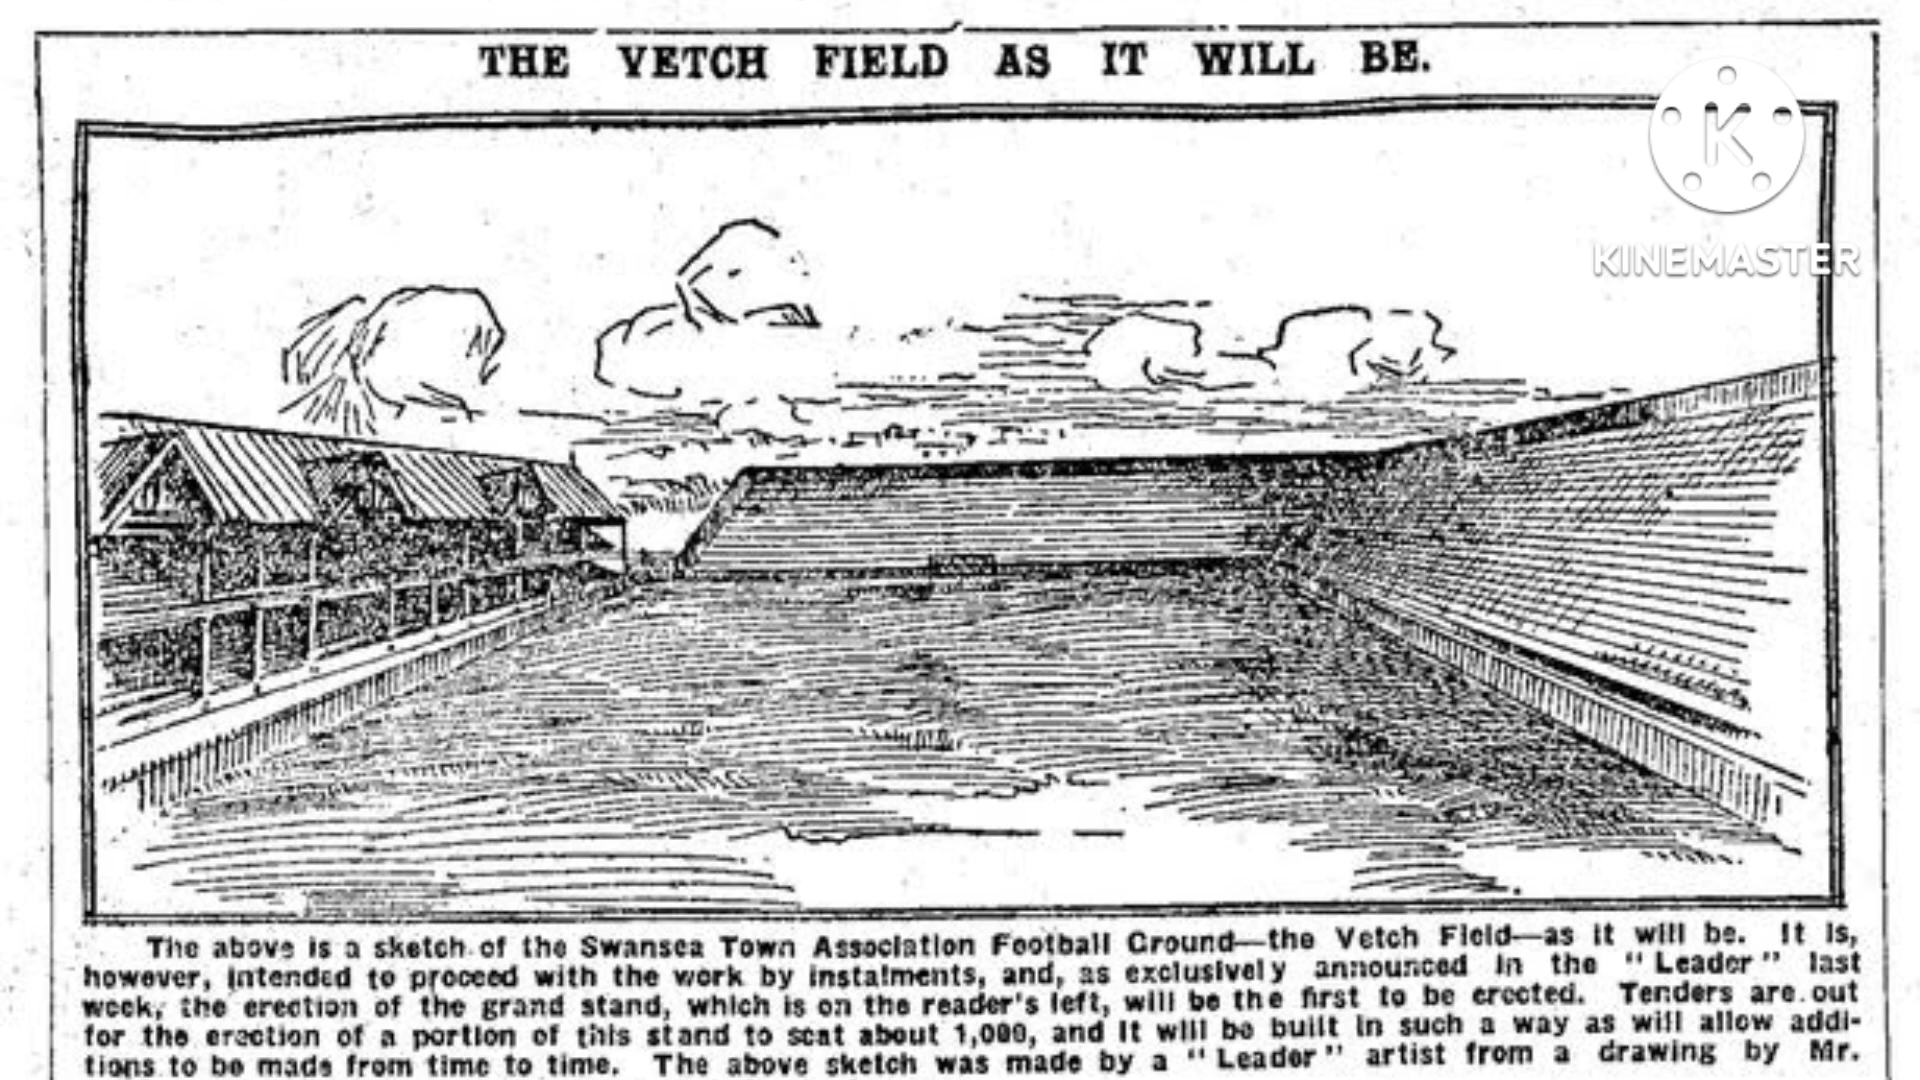 THE VETCH FIELD AS IT WILL BE.
K
KINEMASTER
The above is a sketch of the Swansea Town Association Football Ground—the Vetch Field—as it will be. It is,
however, intended to proceed with the work by instalments, and, as exclusively announced in the "Leader" last
week, the erection of the grand stand, which is on the reader's left, will be the first to be erected. Tenders are out
for the erection of a portion of this stand to seat about 1,000, and it will be built in such a way as will allow addi-
tions to be made from time to time. The above sketch was made by a "Leader" artist from a drawing by Mr.